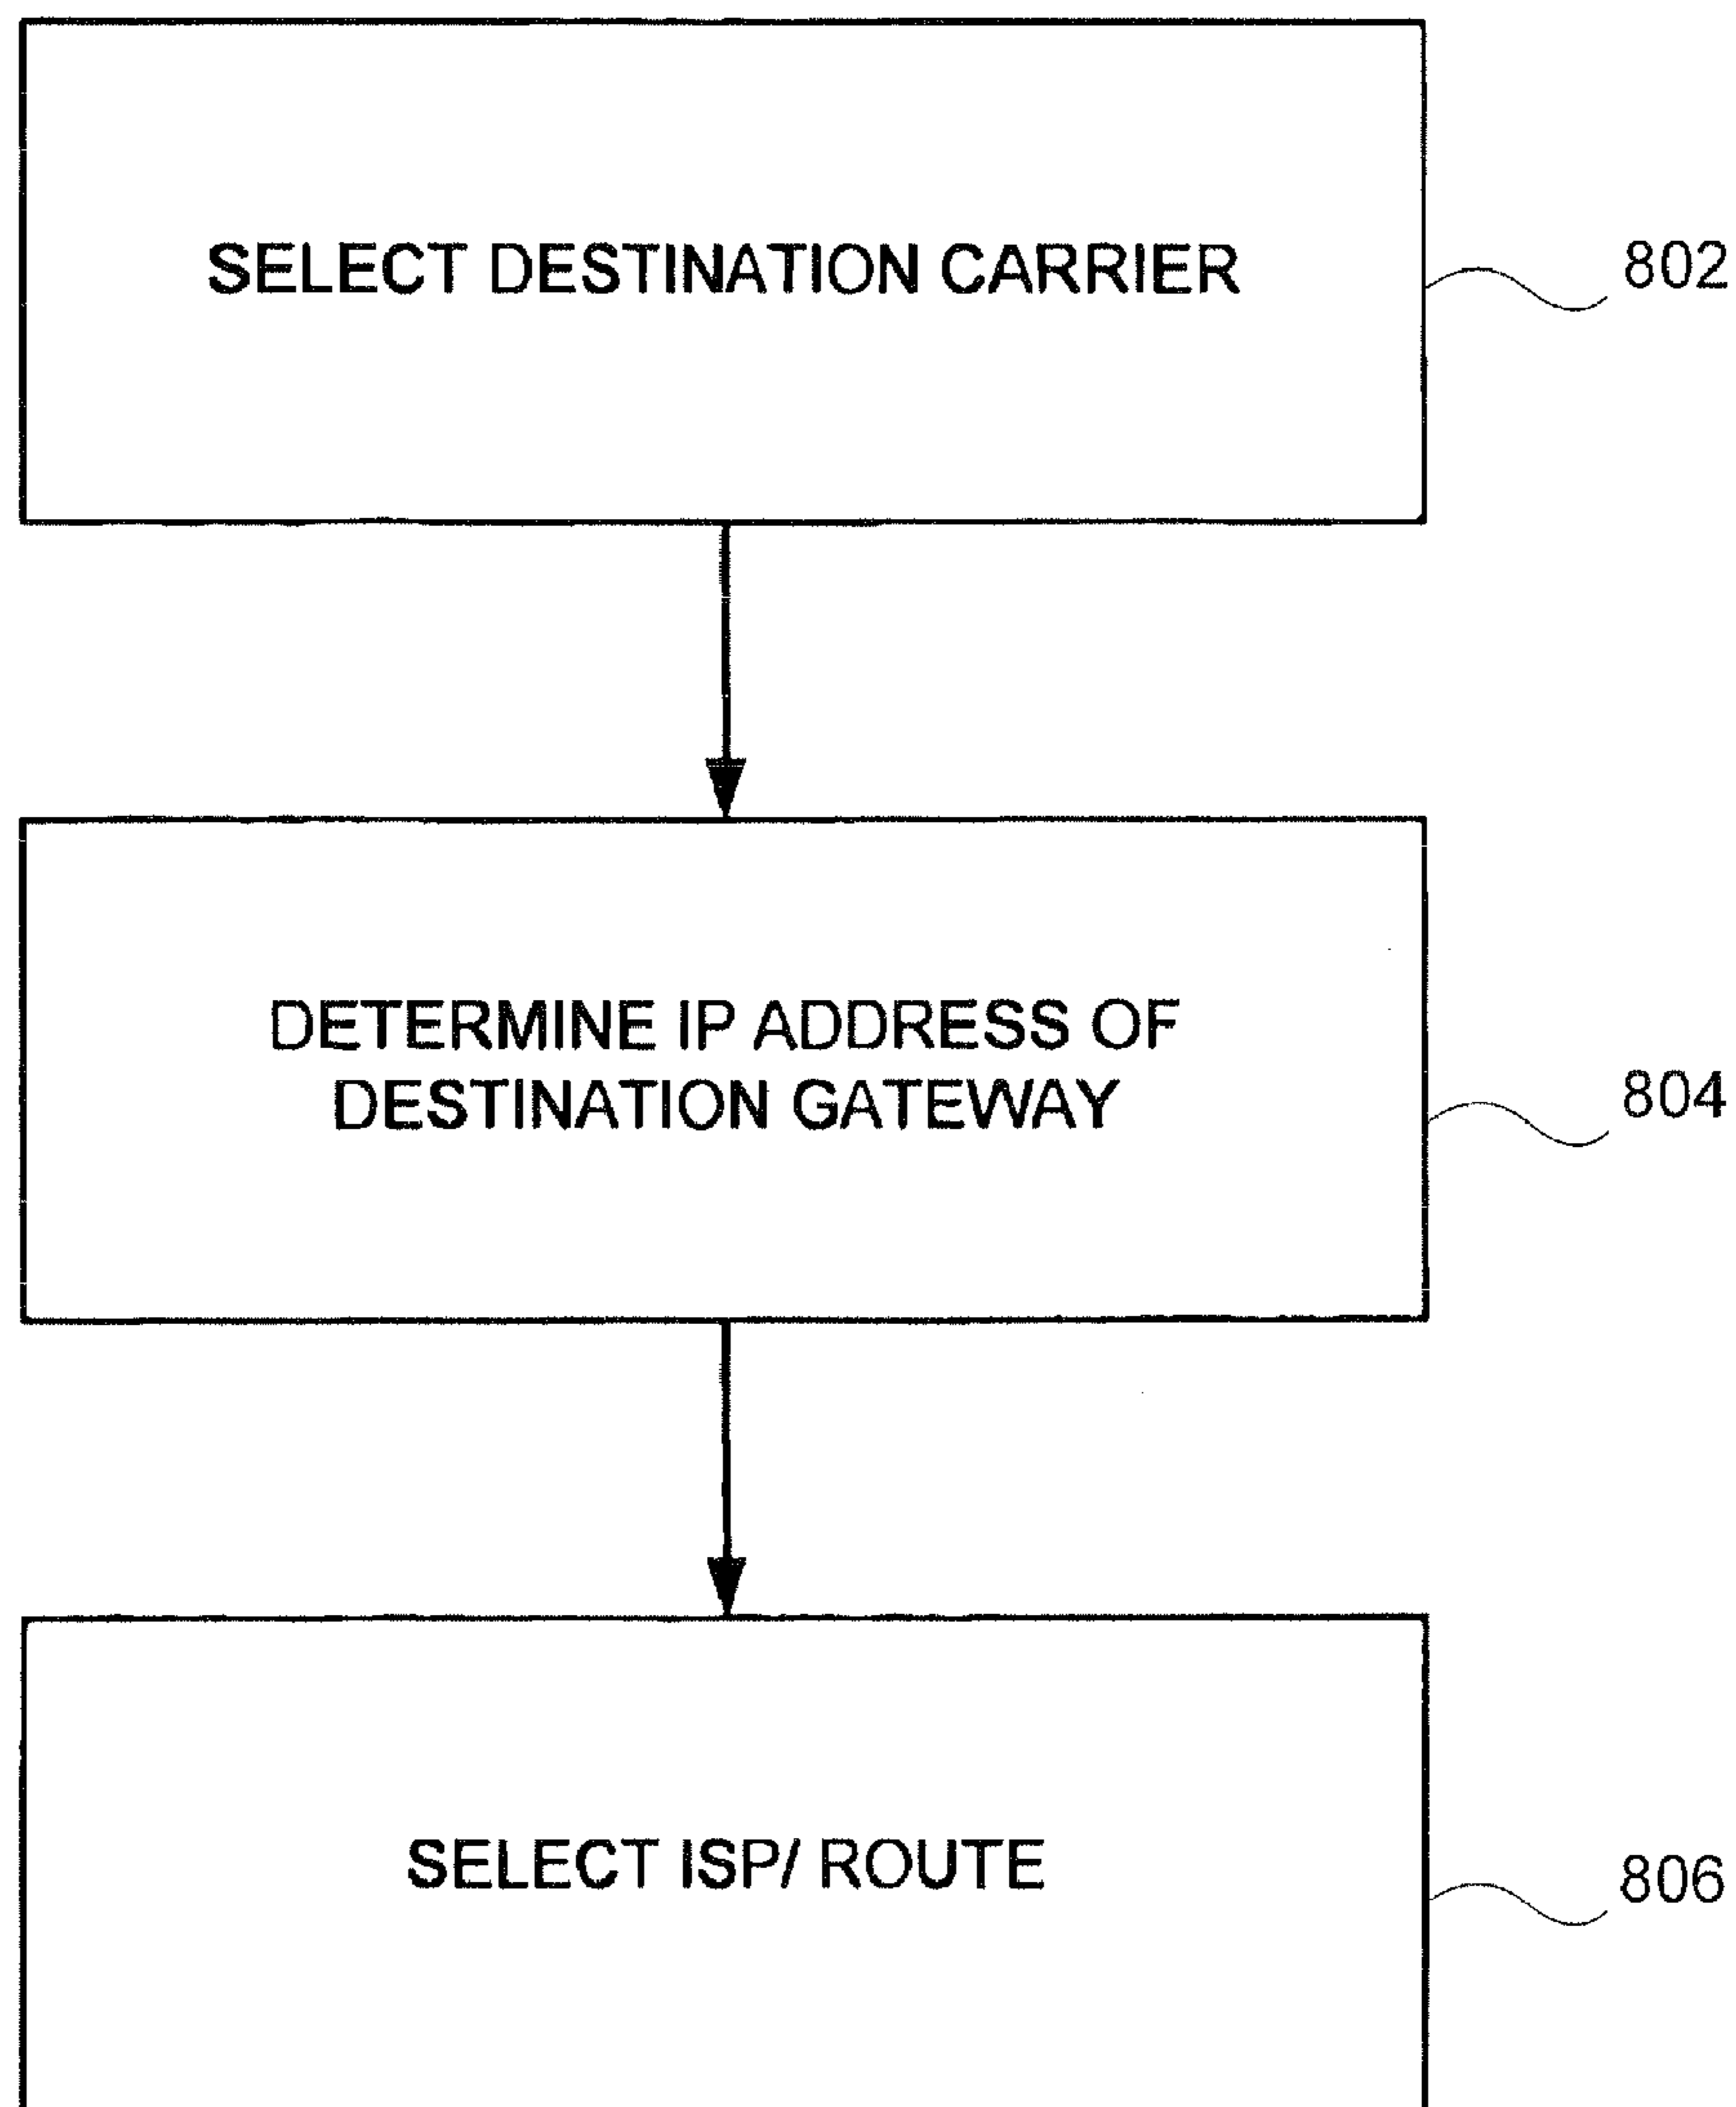 SELECT DESTINATION CARRIER
802
DETERMINE IP ADDRESS OF
DESTINATION GATEWAY
804
SELECT ISP/ ROUTE
806